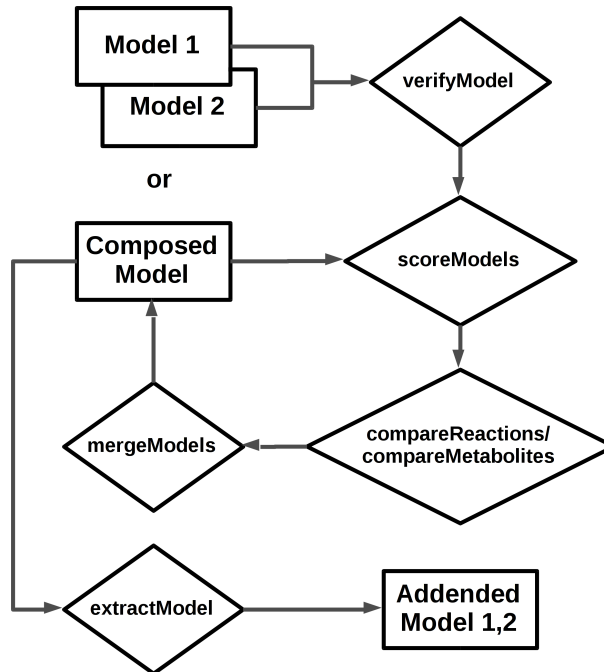 Model 1
verifyModel
Model 2
or
Composed
Model
scoreModels
compareReactions/
compareMetabolites
mergeModels
extractModel
Addended
Model 1,2